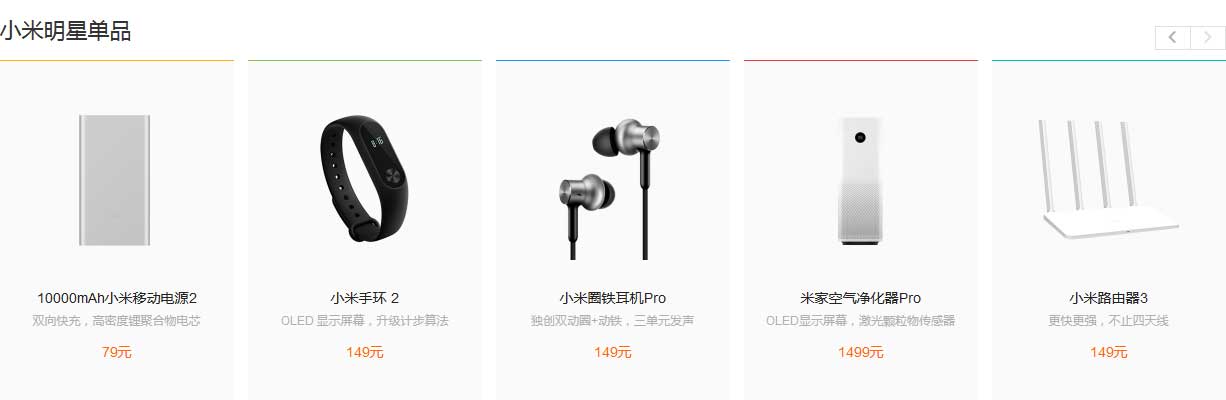 小米明星单品
10000mAh小米移动电源2
双向快充，高密度锂聚合物电芯
79元
小米手环 2
OLED 显示屏幕，升级计步算法
149元
小米圈铁耳机Pro
独创双动圈+动铁，三单元发声
149元
米家空气净化器Pro
OLED显示屏幕，激光颗粒物传感器
1499元
小米路由器3
更快更强，不止四天线
149元